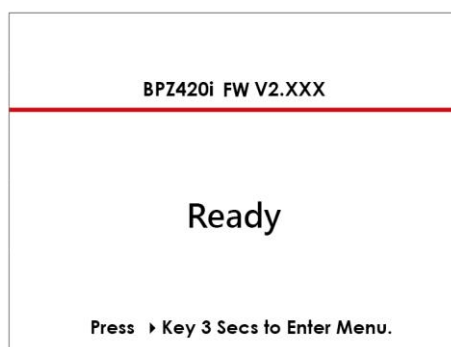 BPZ420i FW V2.XXX
Ready
Press ▸ Key 3 Secs to Enter Menu.